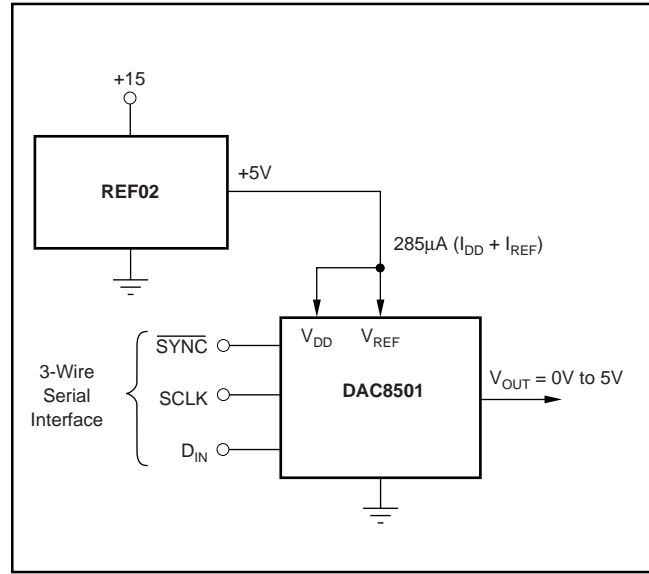 +15
REF02
+5V
285µA (I_DD + I_REF)
V_DD
V_REF
SYNC
3-Wire
Serial
Interface
SCLK
DAC8501
V_OUT = 0V to 5V
D_IN